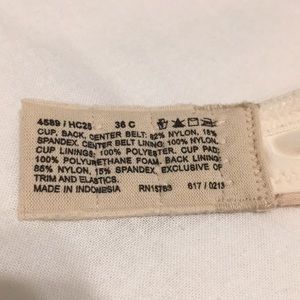 4589 / HC28 36 C
CUP, BACK, CENTER BELT: 82% NYLON, 18%
SPANDEX. CENTER BELT LINING: 100% NYLON.
CUP LININGS: 100% POLYESTER. CUP PADS:
100% POLYURETHANE FOAM. BACK LINING:
85% NYLON, 15% SPANDEX, EXCLUSIVE OF
TRIM AND ELASTICS.
MADE IN INDONESIA RN15763 617 / 0213